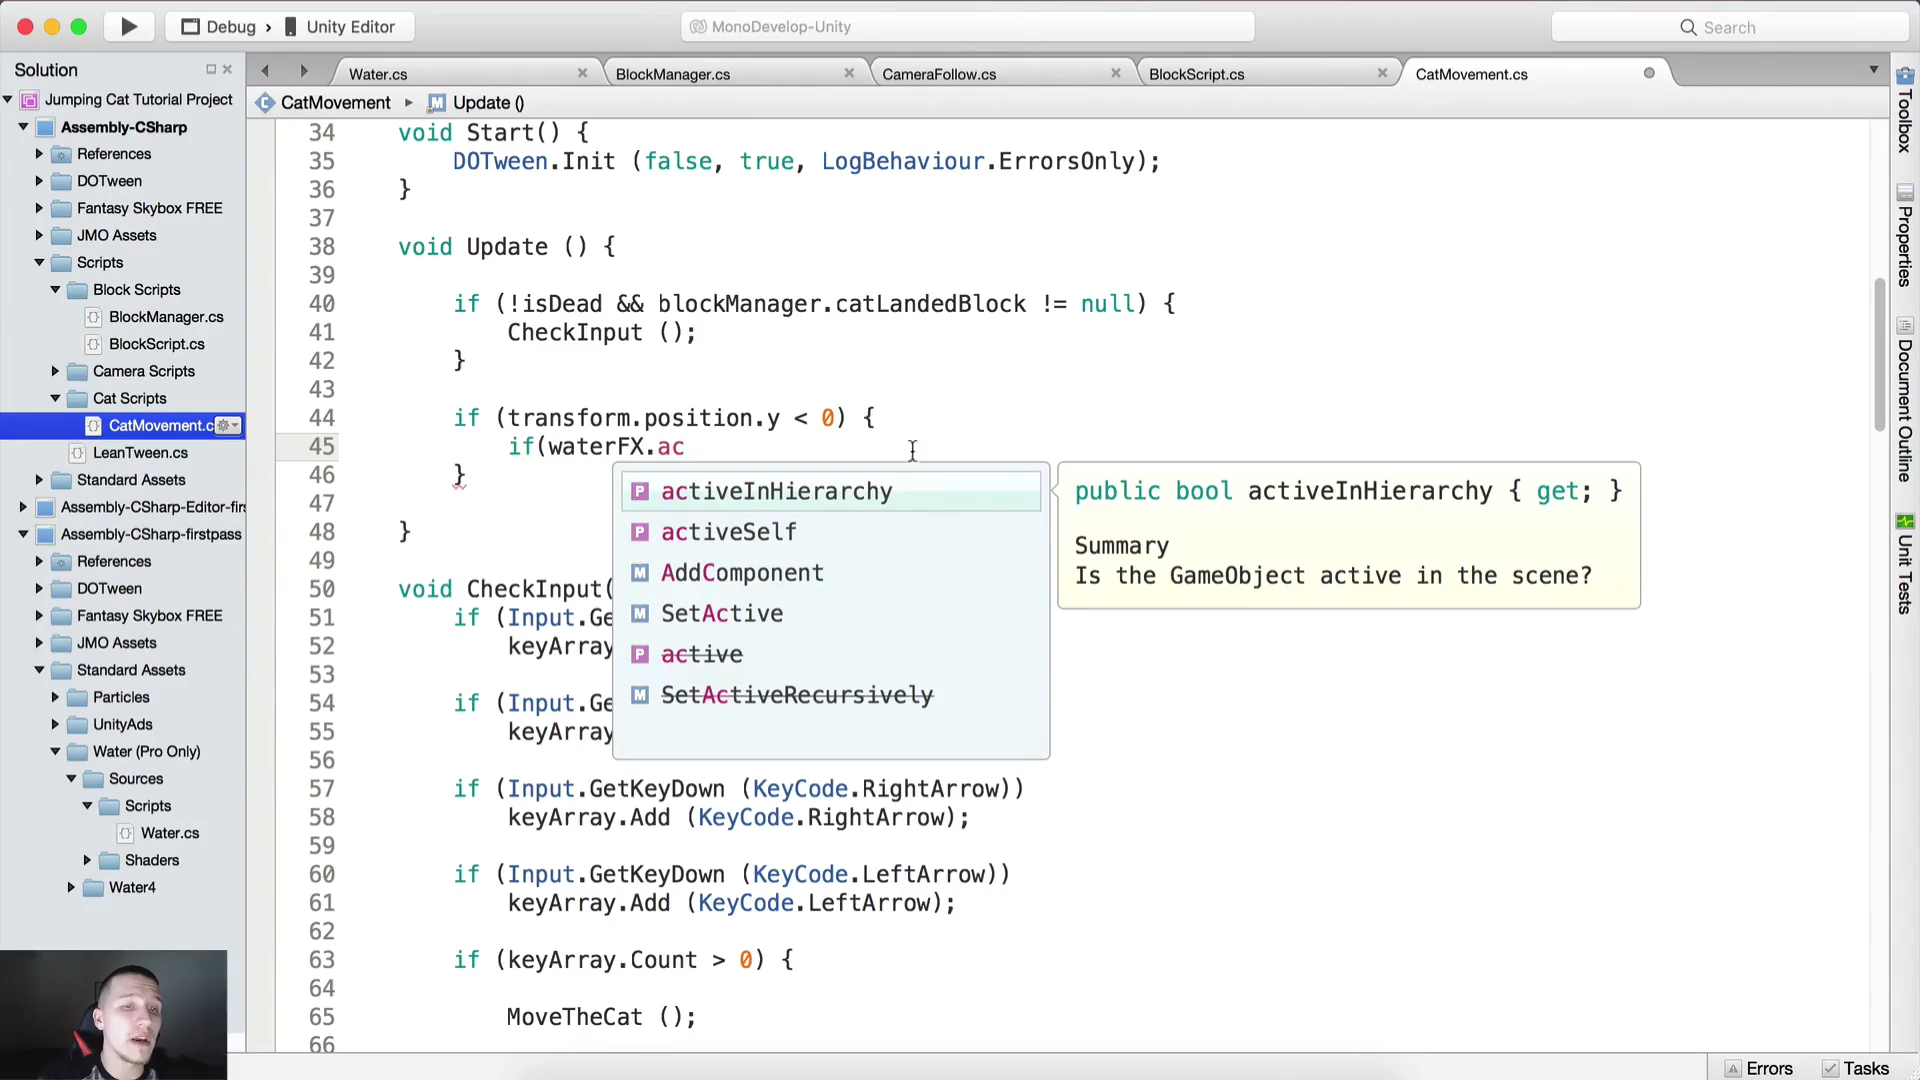 Debug › Unity Editor
MonoDevelop-Unity
Search
Solution
Water.cs
BlockManager.cs
CameraFollow.cs
BlockScript.cs
CatMovement.cs
CatMovement ▸ Update ()
Jumping Cat Tutorial Project
Assembly-CSharp
References
DOTween
Fantasy Skybox FREE
JMO Assets
Scripts
Block Scripts
BlockManager.cs
BlockScript.cs
Camera Scripts
Cat Scripts
CatMovement.c
LeanTween.cs
Standard Assets
Assembly-CSharp-Editor-fir
Assembly-CSharp-firstpass
References
DOTween
Fantasy Skybox FREE
JMO Assets
Standard Assets
Particles
UnityAds
Water (Pro Only)
Sources
Scripts
Water.cs
Shaders
Water4
34 void Start() {
35 DOTween.Init (false, true, LogBehaviour.ErrorsOnly);
36 }
37
38 void Update () {
39
40 if (!isDead && blockManager.catLandedBlock != null) {
41 CheckInput ();
42 }
43
44 if (transform.position.y < 0) {
45 if(waterFX.ac
46 }
47
48 }
49
50 void CheckInput(
51 if (Input.Ge
52 keyArray
53
54 if (Input.Ge
55 keyArray
56
57 if (Input.GetKeyDown (KeyCode.RightArrow))
58 keyArray.Add (KeyCode.RightArrow);
59
60 if (Input.GetKeyDown (KeyCode.LeftArrow))
61 keyArray.Add (KeyCode.LeftArrow);
62
63 if (keyArray.Count > 0) {
64
65 MoveTheCat ();
66
P activeInHierarchy
P activeSelf
M AddComponent
M SetActive
P active
M SetActiveRecursively
public bool activeInHierarchy { get; }
Summary
Is the GameObject active in the scene?
Toolbox
Properties
Document Outline
Unit Tests
Errors
Tasks